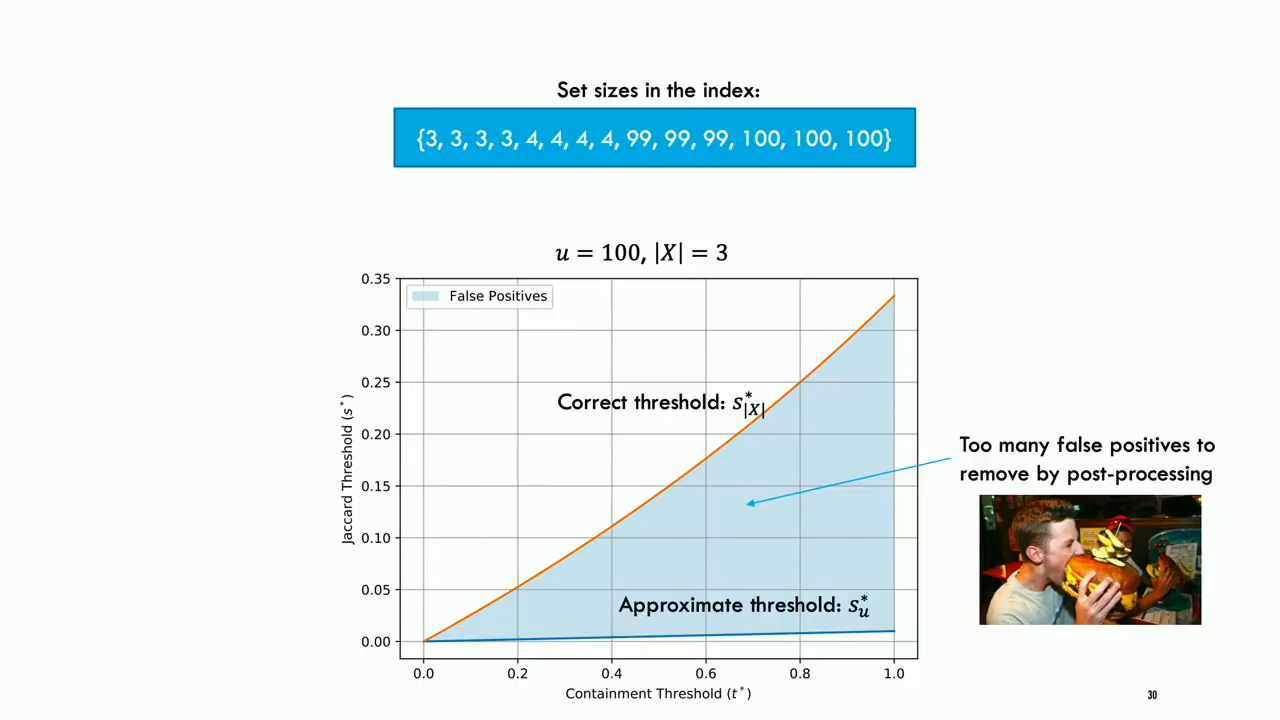 Set sizes in the index:
{3, 3, 3, 3, 4, 4, 4, 4, 99, 99, 99, 100, 100, 100}
u = 100, |X| = 3
0.35
False Positives
0.30
0.25
Correct threshold: s*|X|
0.20
Too many false positives to
remove by post-processing
0.15
Jaccard Threshold (s*)
0.10
0.05
Approximate threshold: s*u
0.00
0.0 0.2 0.4 0.6 0.8 1.0
Containment Threshold (t*)
30